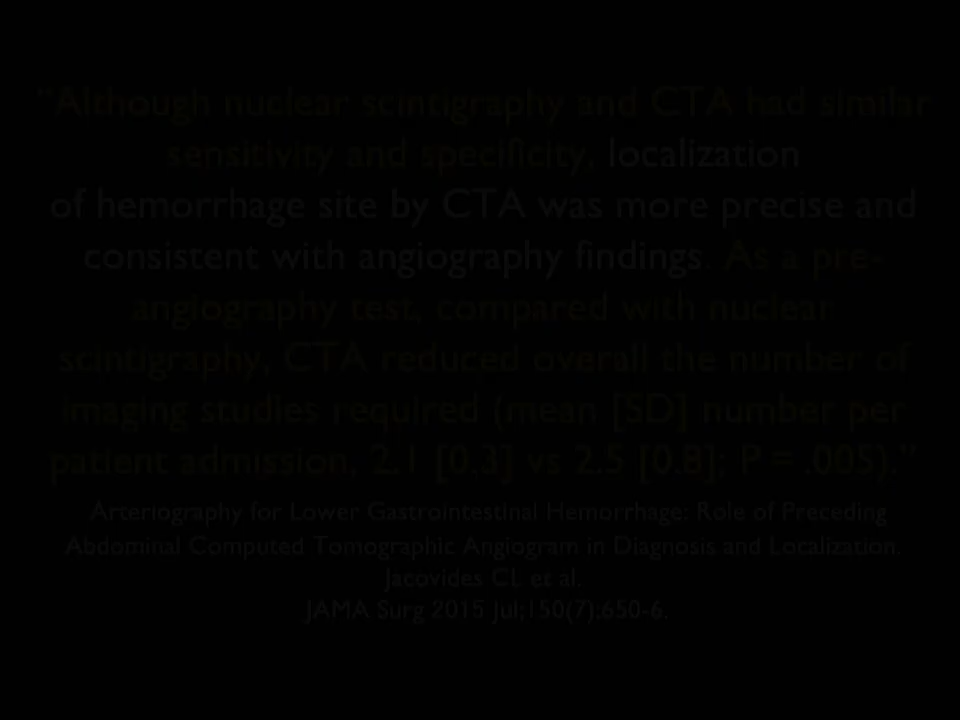 “Although nuclear scintigraphy and CTA had similar
sensitivity and specificity, localization
of hemorrhage site by CTA was more precise and
consistent with angiography findings. As a pre-
angiography test, compared with nuclear
scintigraphy, CTA reduced overall the number of
imaging studies required (mean [SD] number per
patient admission, 2.1 [0.3] vs 2.5 [0.8]; P = .005).”
Arteriography for Lower Gastrointestinal Hemorrhage: Role of Preceding
Abdominal Computed Tomographic Angiogram in Diagnosis and Localization.
Jacovides CL et al.
JAMA Surg 2015 Jul;150(7):650-6.